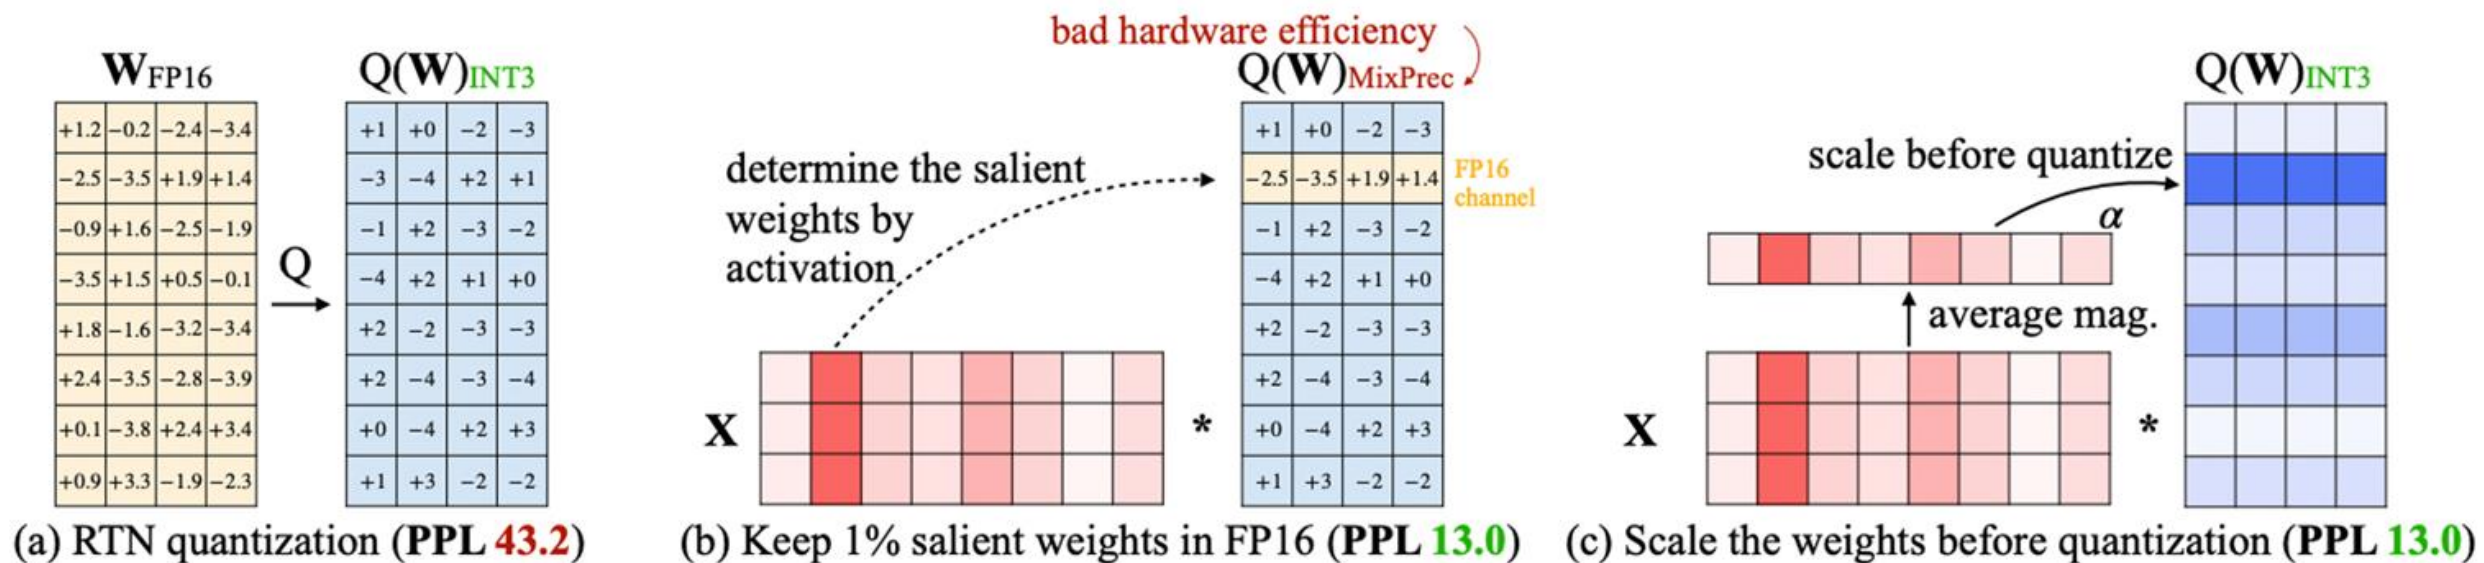 W_FP16
+1.2 −0.2 −2.4 −3.4
−2.5 −3.5 +1.9 +1.4
−0.9 +1.6 −2.5 −1.9
−3.5 +1.5 +0.5 −0.1
+1.8 −1.6 −3.2 −3.4
+2.4 −3.5 −2.8 −3.9
+0.1 −3.8 +2.4 +3.4
+0.9 +3.3 −1.9 −2.3
Q
Q(W)_INT3
+1 +0 −2 −3
−3 −4 +2 +1
−1 +2 −3 −2
−4 +2 +1 +0
+2 −2 −3 −3
+2 −4 −3 −4
+0 −4 +2 +3
+1 +3 −2 −2
(a) RTN quantization (PPL 43.2)
bad hardware efficiency
Q(W)_MixPrec
determine the salient
weights by
activation
X
*
+1 +0 −2 −3
−2.5 −3.5 +1.9 +1.4
−1 +2 −3 −2
−4 +2 +1 +0
+2 −2 −3 −3
+2 −4 −3 −4
+0 −4 +2 +3
+1 +3 −2 −2
FP16
channel
(b) Keep 1% salient weights in FP16 (PPL 13.0)
Q(W)_INT3
scale before quantize
α
average mag.
X
*
(c) Scale the weights before quantization (PPL 13.0)